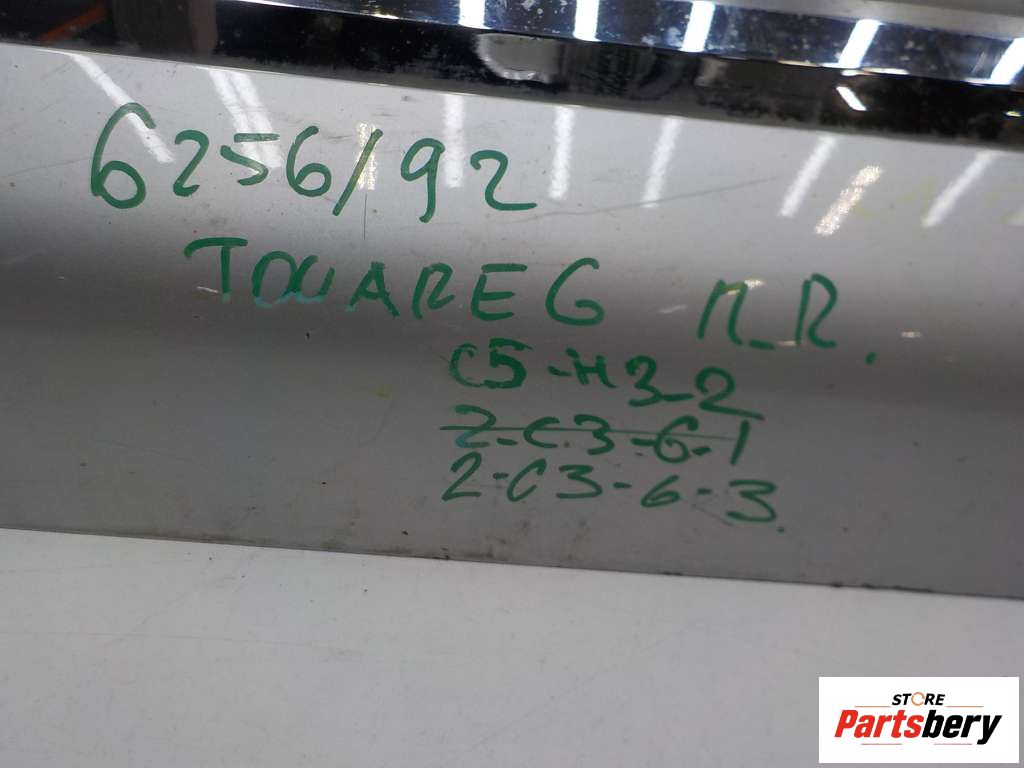 6256/92
TOUAREG П.R.
C5-H3-2
2-C3-6-1
2-C3-6-3
STORE
Partsbery